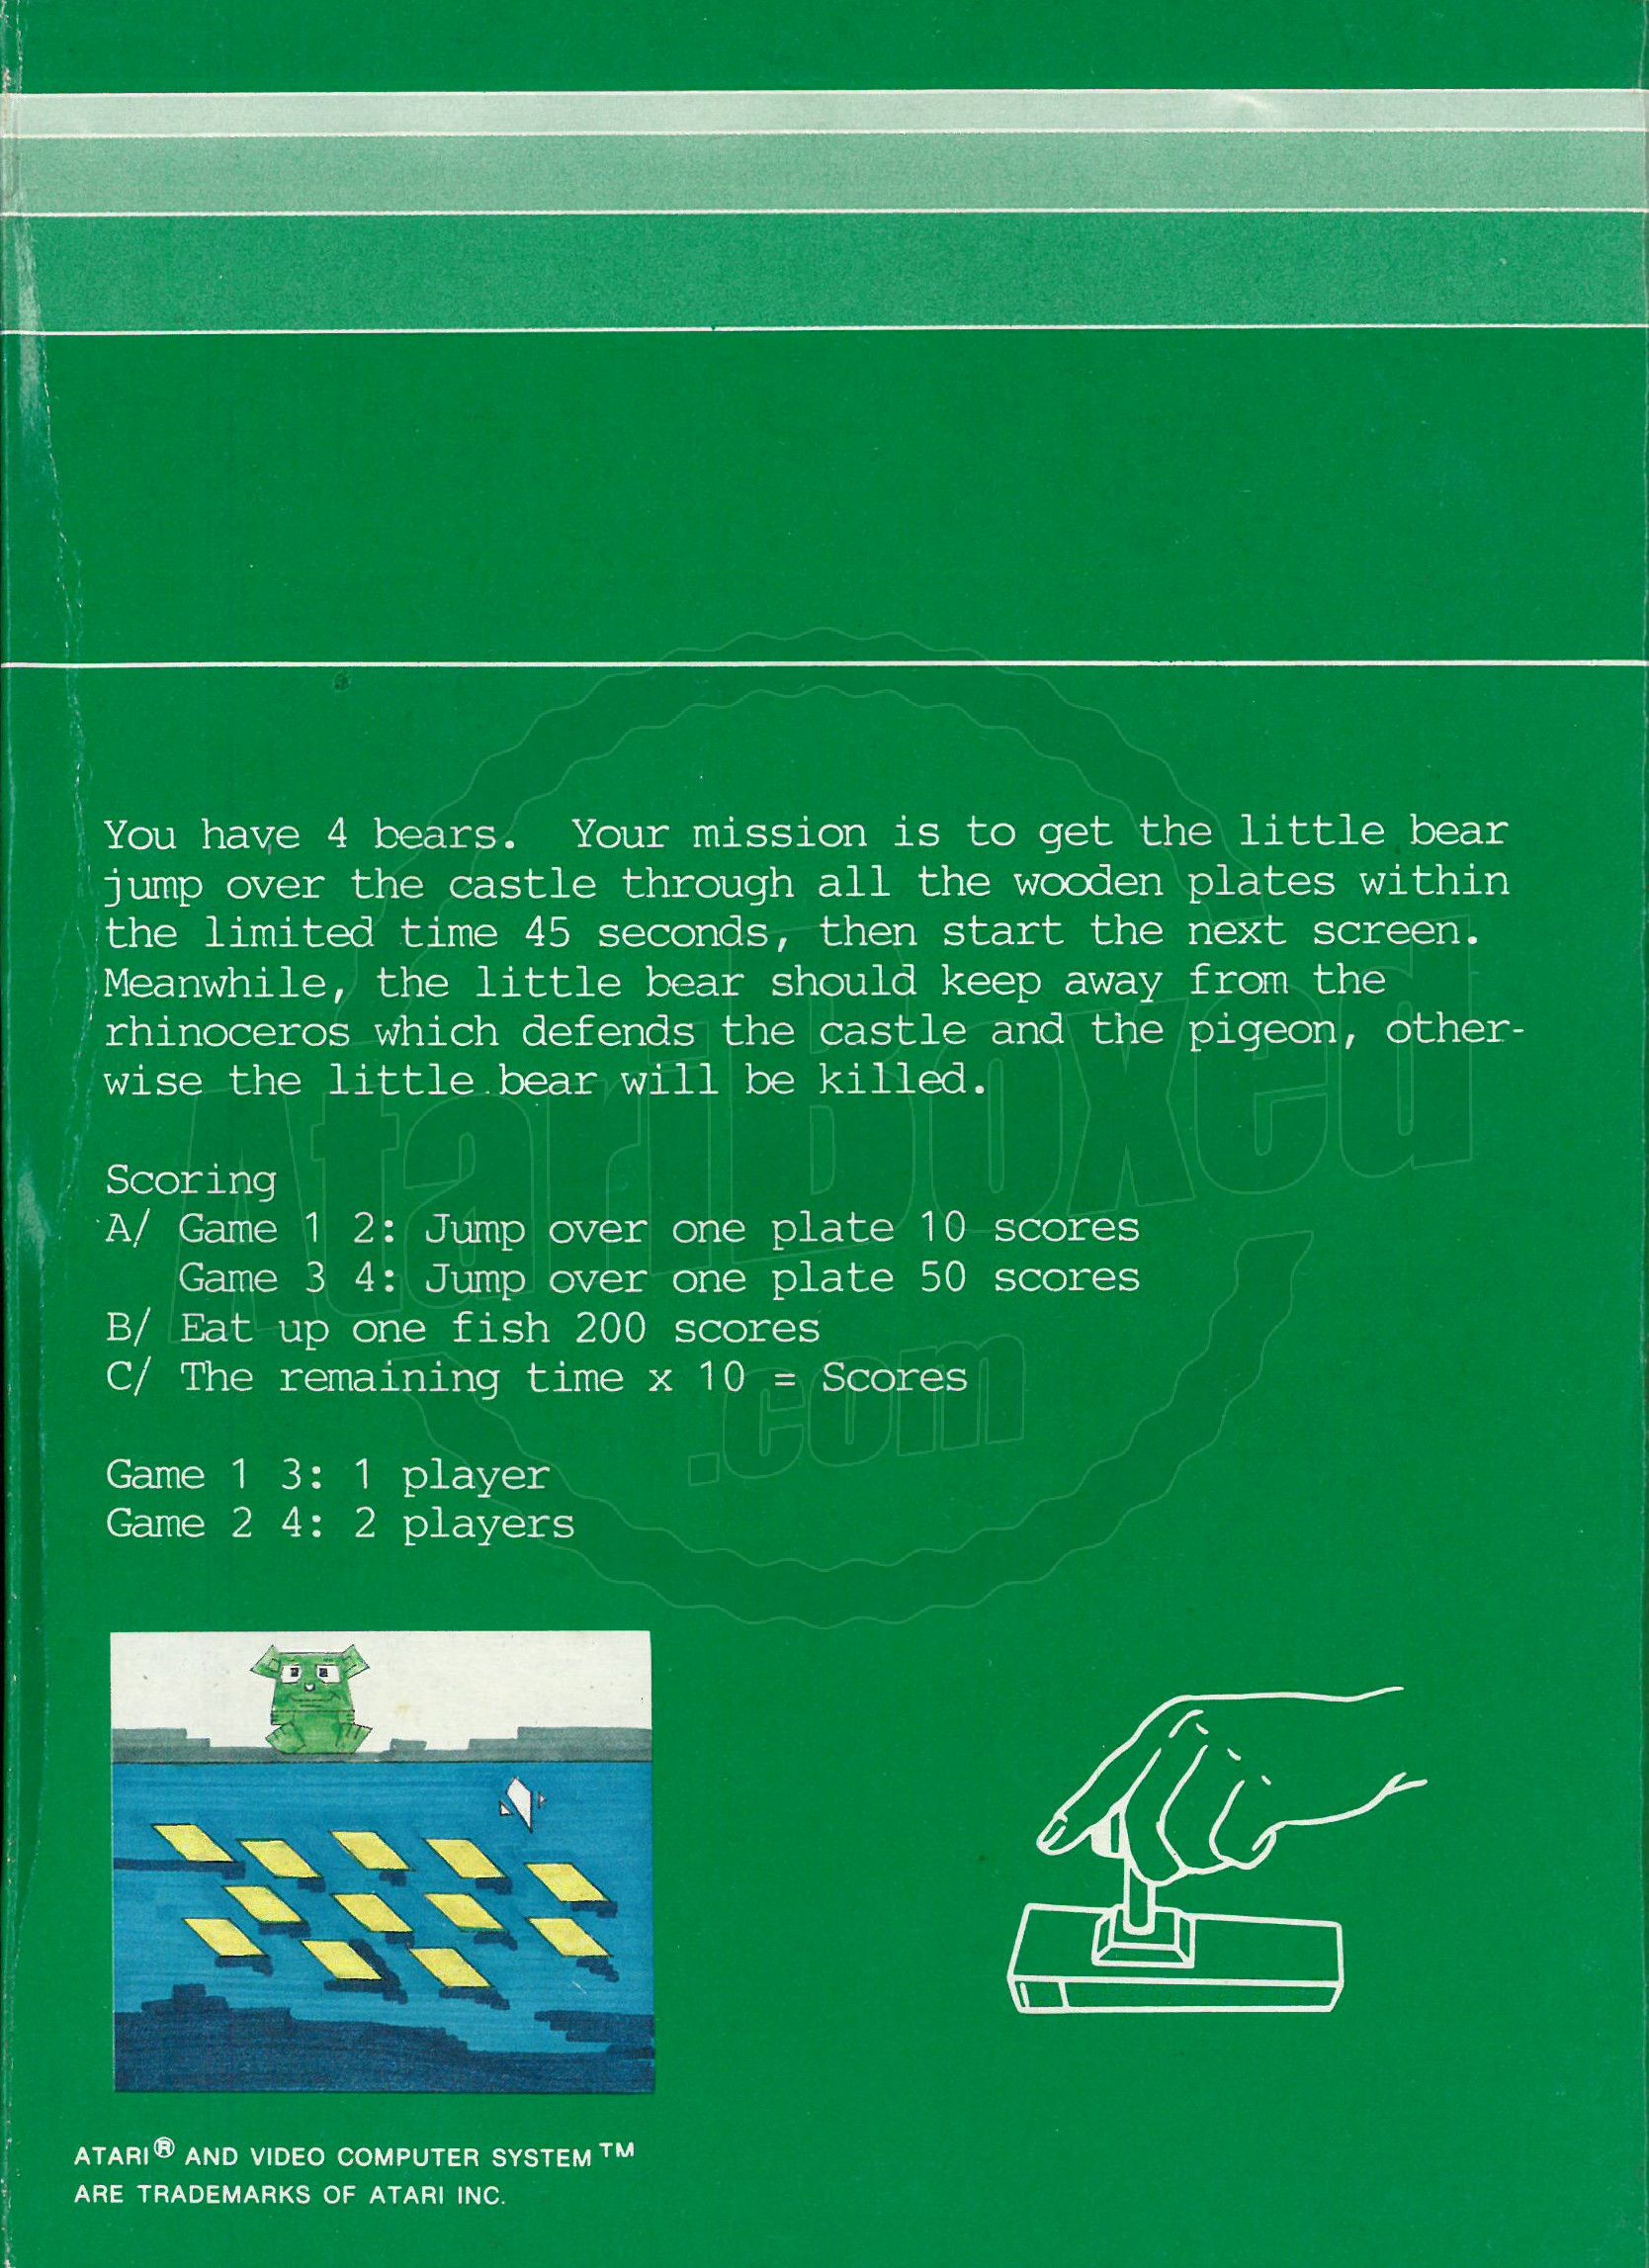 You have 4 bears. Your mission is to get the little bear
jump over the castle through all the wooden plates within
the limited time 45 seconds, then start the next screen.
Meanwhile, the little bear should keep away from the
rhinoceros which defends the castle and the pigeon, other-
wise the little bear will be killed.
Scoring
A/ Game 1 2: Jump over one plate 10 scores
Game 3 4: Jump over one plate 50 scores
B/ Eat up one fish 200 scores
C/ The remaining time x 10 = Scores
Game 1 3: 1 player
Game 2 4: 2 players
AtariBoxed
.com
ATARI® AND VIDEO COMPUTER SYSTEM™
ARE TRADEMARKS OF ATARI INC.